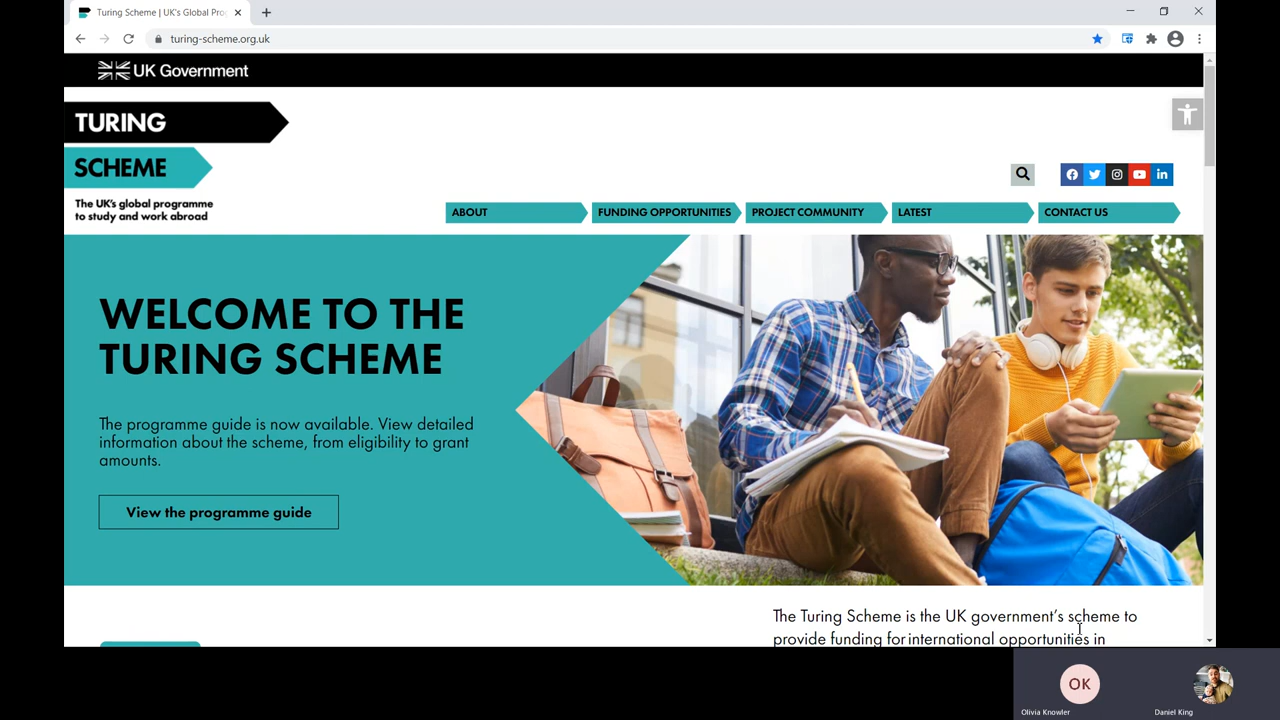 Turing Scheme | UK's Global Pro
turing-scheme.org.uk
UK Government
TURING
SCHEME
The UK's global programme
to study and work abroad
ABOUT
FUNDING OPPORTUNITIES
PROJECT COMMUNITY
LATEST
CONTACT US
WELCOME TO THE
TURING SCHEME
The programme guide is now available. View detailed
information about the scheme, from eligibility to grant
amounts.
View the programme guide
The Turing Scheme is the UK government's scheme to
provide funding for international opportunities in
OK
Olivia Knowler
Daniel King